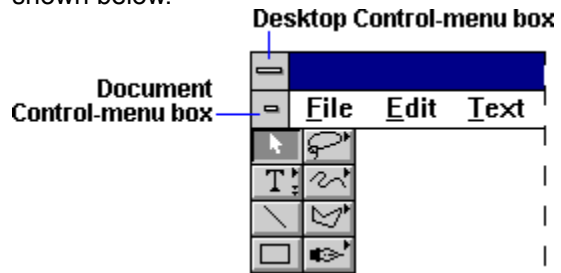 shown below.
Desktop Control-menu box
Document
Control-menu box
File Edit Text
T